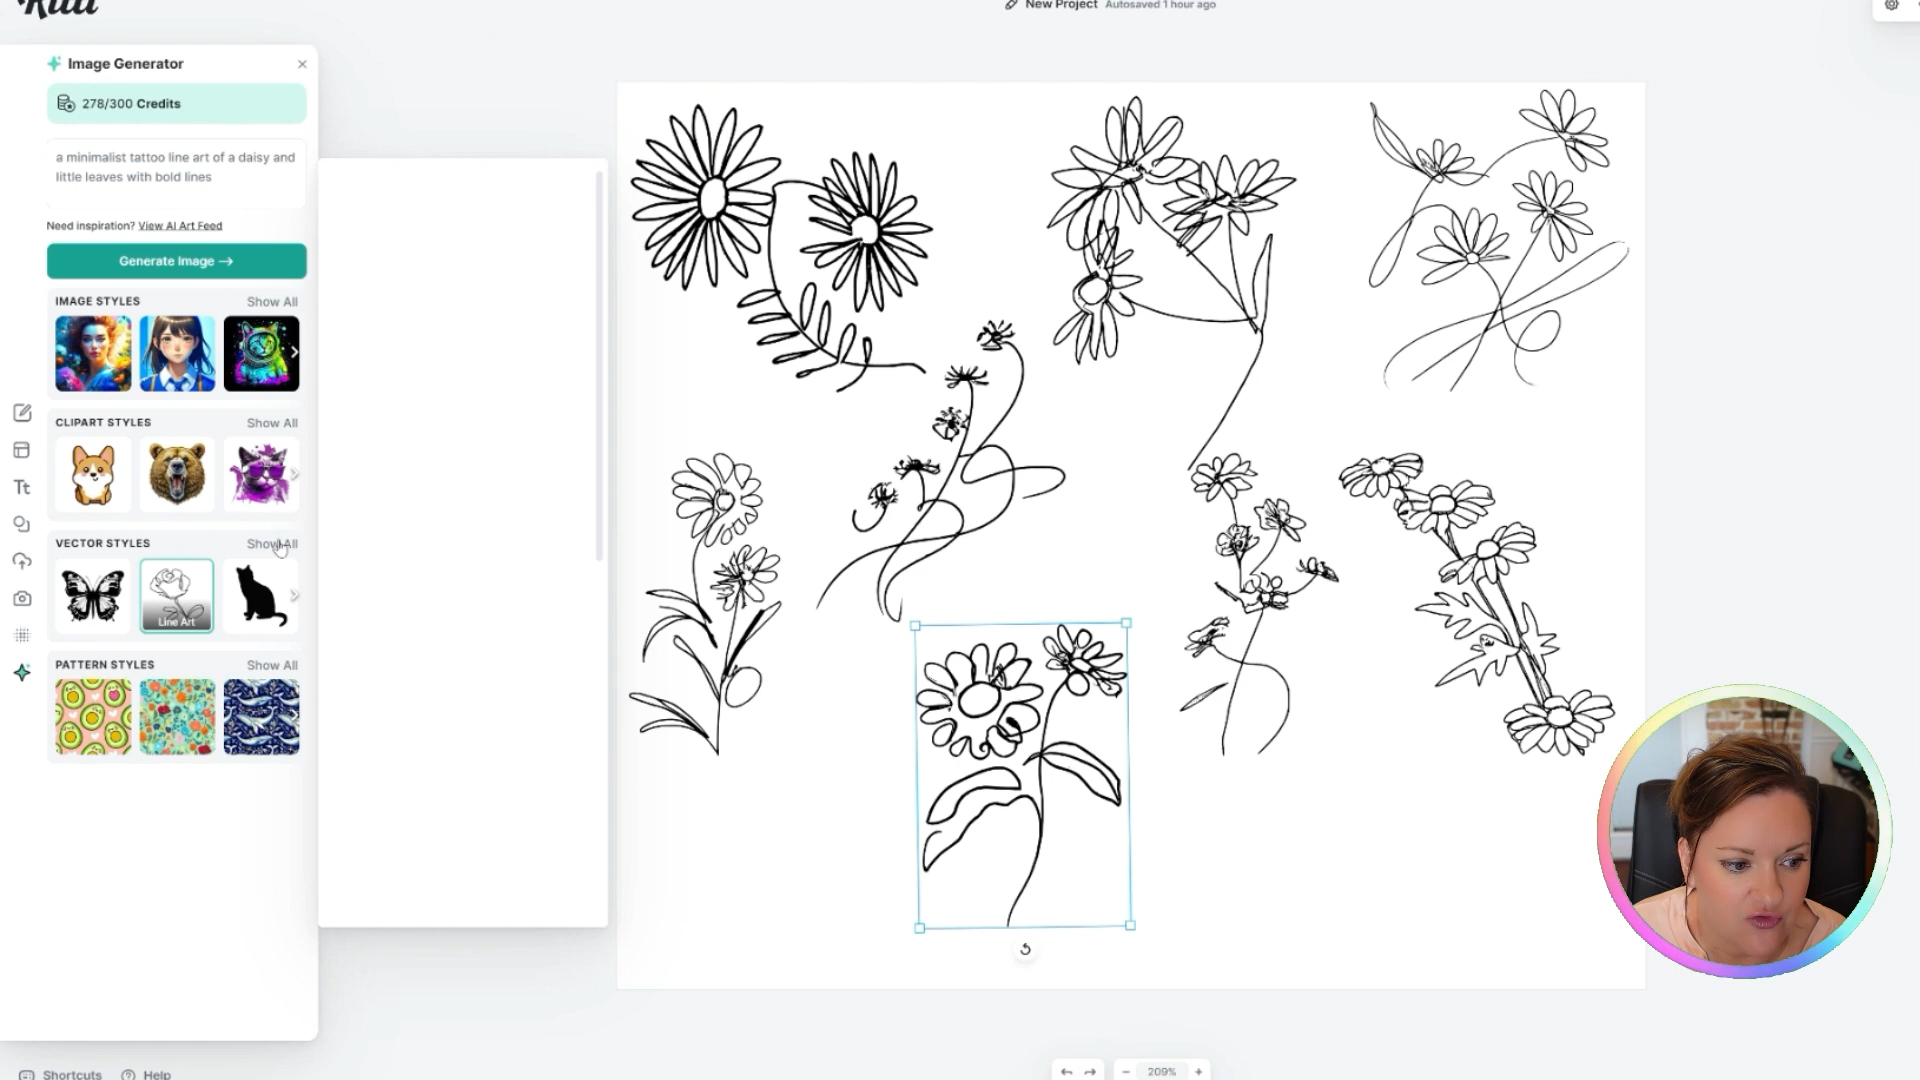 Kittl
New Project Autosaved 1 hour ago
Image Generator
278/300 Credits
a minimalist tattoo line art of a daisy and
little leaves with bold lines
Need inspiration? View AI Art Feed
Generate Image →
IMAGE STYLES Show All
CLIPART STYLES Show All
Tt
VECTOR STYLES Show All
Line Art
PATTERN STYLES Show All
Shortcuts Help
209%